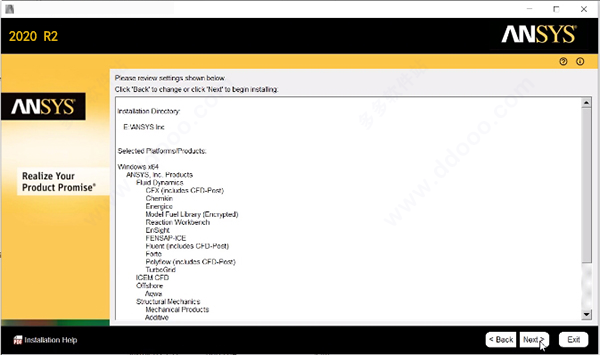 2020 R2
ANSYS
ANSYS
Realize Your
Product Promise®
Please review settings shown below.
Click 'Back' to change or click 'Next' to begin installing.
Installation Directory:
E:\ANSYS Inc
Selected Platforms/Products:
Windows x64
ANSYS, Inc. Products
Fluid Dynamics
CFX (includes CFD-Post)
Chemkin
Energico
Model Fuel Library (Encrypted)
Reaction Workbench
EnSight
FENSAP-ICE
Fluent (includes CFD-Post)
Forte
Polyflow (includes CFD-Post)
TurboGrid
ICEM CFD
Offshore
Aqwa
Structural Mechanics
Mechanical Products
Additive
Installation Help
< Back
Next >
Exit
www.ddooo.com
www.ddooo.com